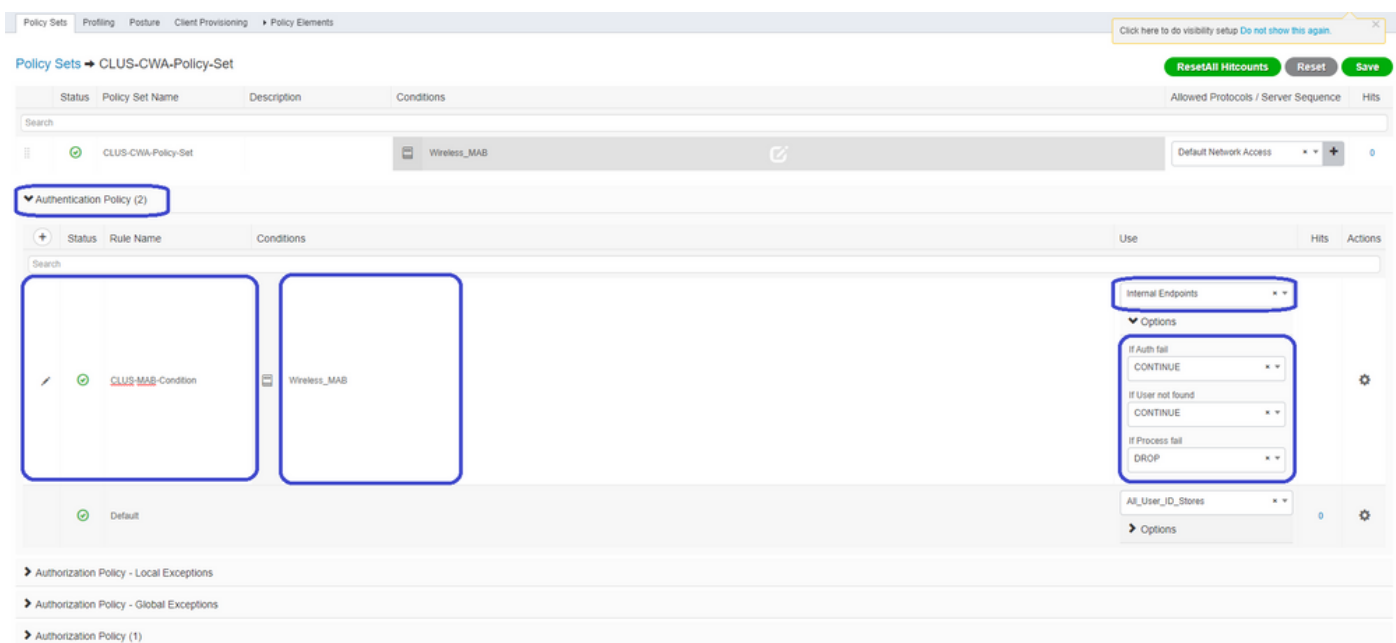 Policy Sets Profiling Posture Client Provisioning Policy Elements
Click here to do visibility setup Do not show this again.
Policy Sets → CLUS-CWA-Policy-Set
ResetAll Hitcounts Reset Save
Status Policy Set Name Description Conditions Allowed Protocols / Server Sequence Hits
Search
CLUS-CWA-Policy-Set Wireless_MAB Default Network Access 0
Authentication Policy (2)
Status Rule Name Conditions Use Hits Actions
Search
Internal Endpoints
Options
If Auth fail
CONTINUE
CLUS-MAB-Condition Wireless_MAB
If User not found
CONTINUE
If Process fail
DROP
All_User_ID_Stores
Default 0
Options
Authorization Policy - Local Exceptions
Authorization Policy - Global Exceptions
Authorization Policy (1)